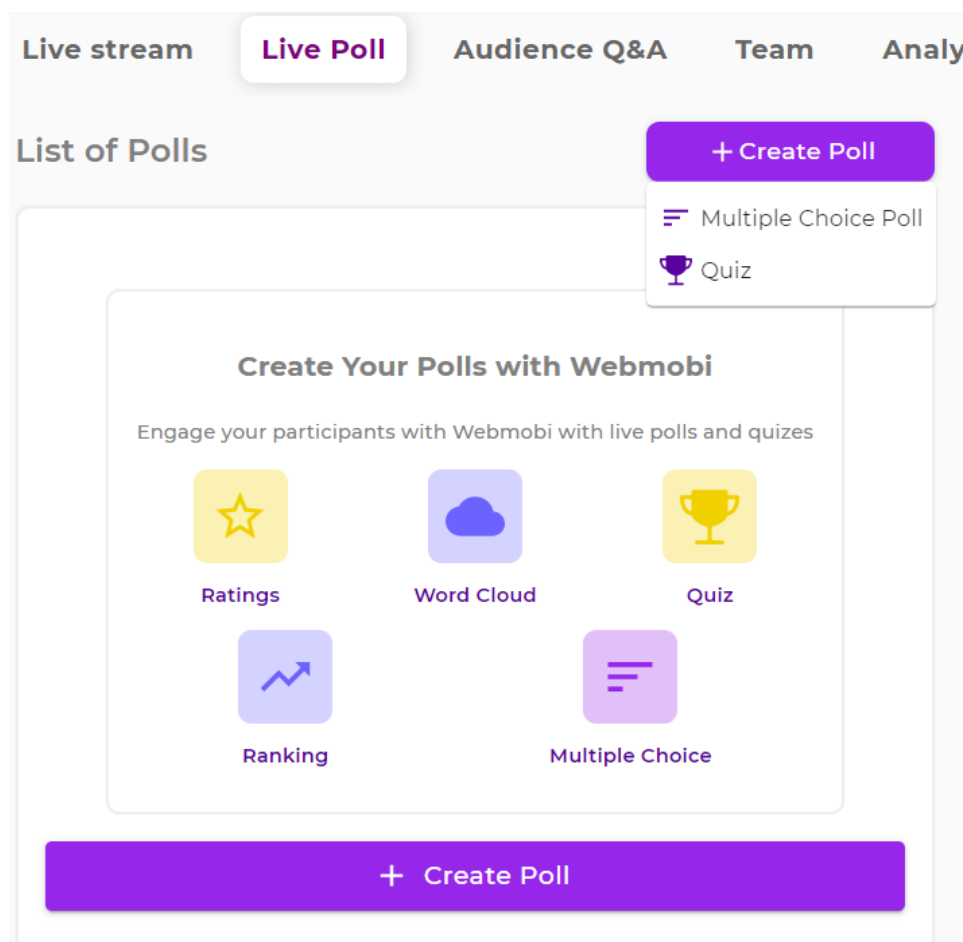 Live stream Live Poll Audience Q&A Team Analy
List of Polls
+ Create Poll
Multiple Choice Poll
Quiz
Create Your Polls with Webmobi
Engage your participants with Webmobi with live polls and quizes
Ratings Word Cloud Quiz
Ranking Multiple Choice
+ Create Poll